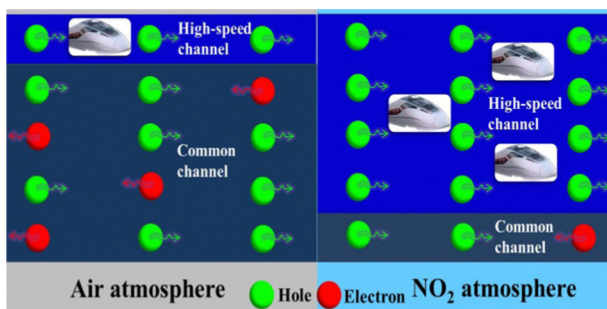 High-speed
channel
Common
channel
High-speed
channel
Common
channel
Air atmosphere
Hole
Electron
NO₂ atmosphere